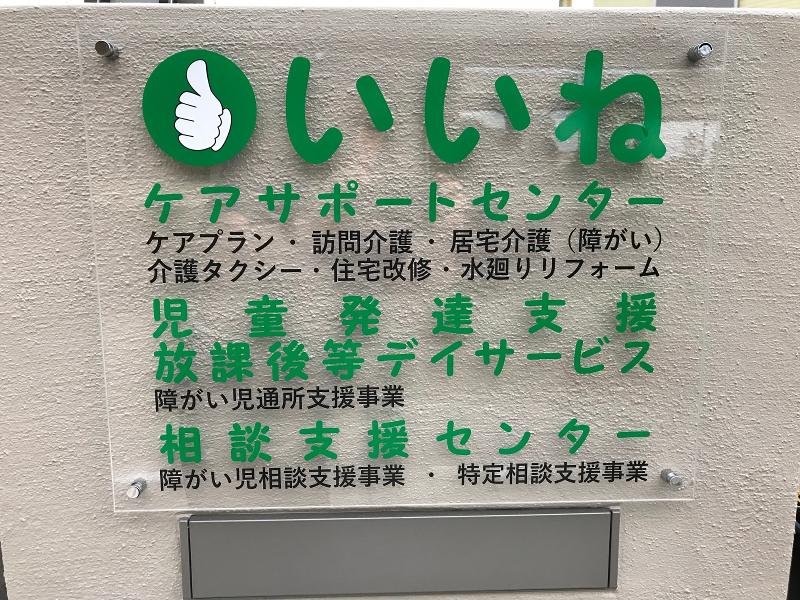 いいね
ケアサポートセンター
ケアプラン・訪問介護・居宅介護（障がい）
介護タクシー・住宅改修・水廻りリフォーム
児童発達支援
放課後等デイサービス
障がい児通所支援事業
相談支援センター
障がい児相談支援事業 ・ 特定相談支援事業